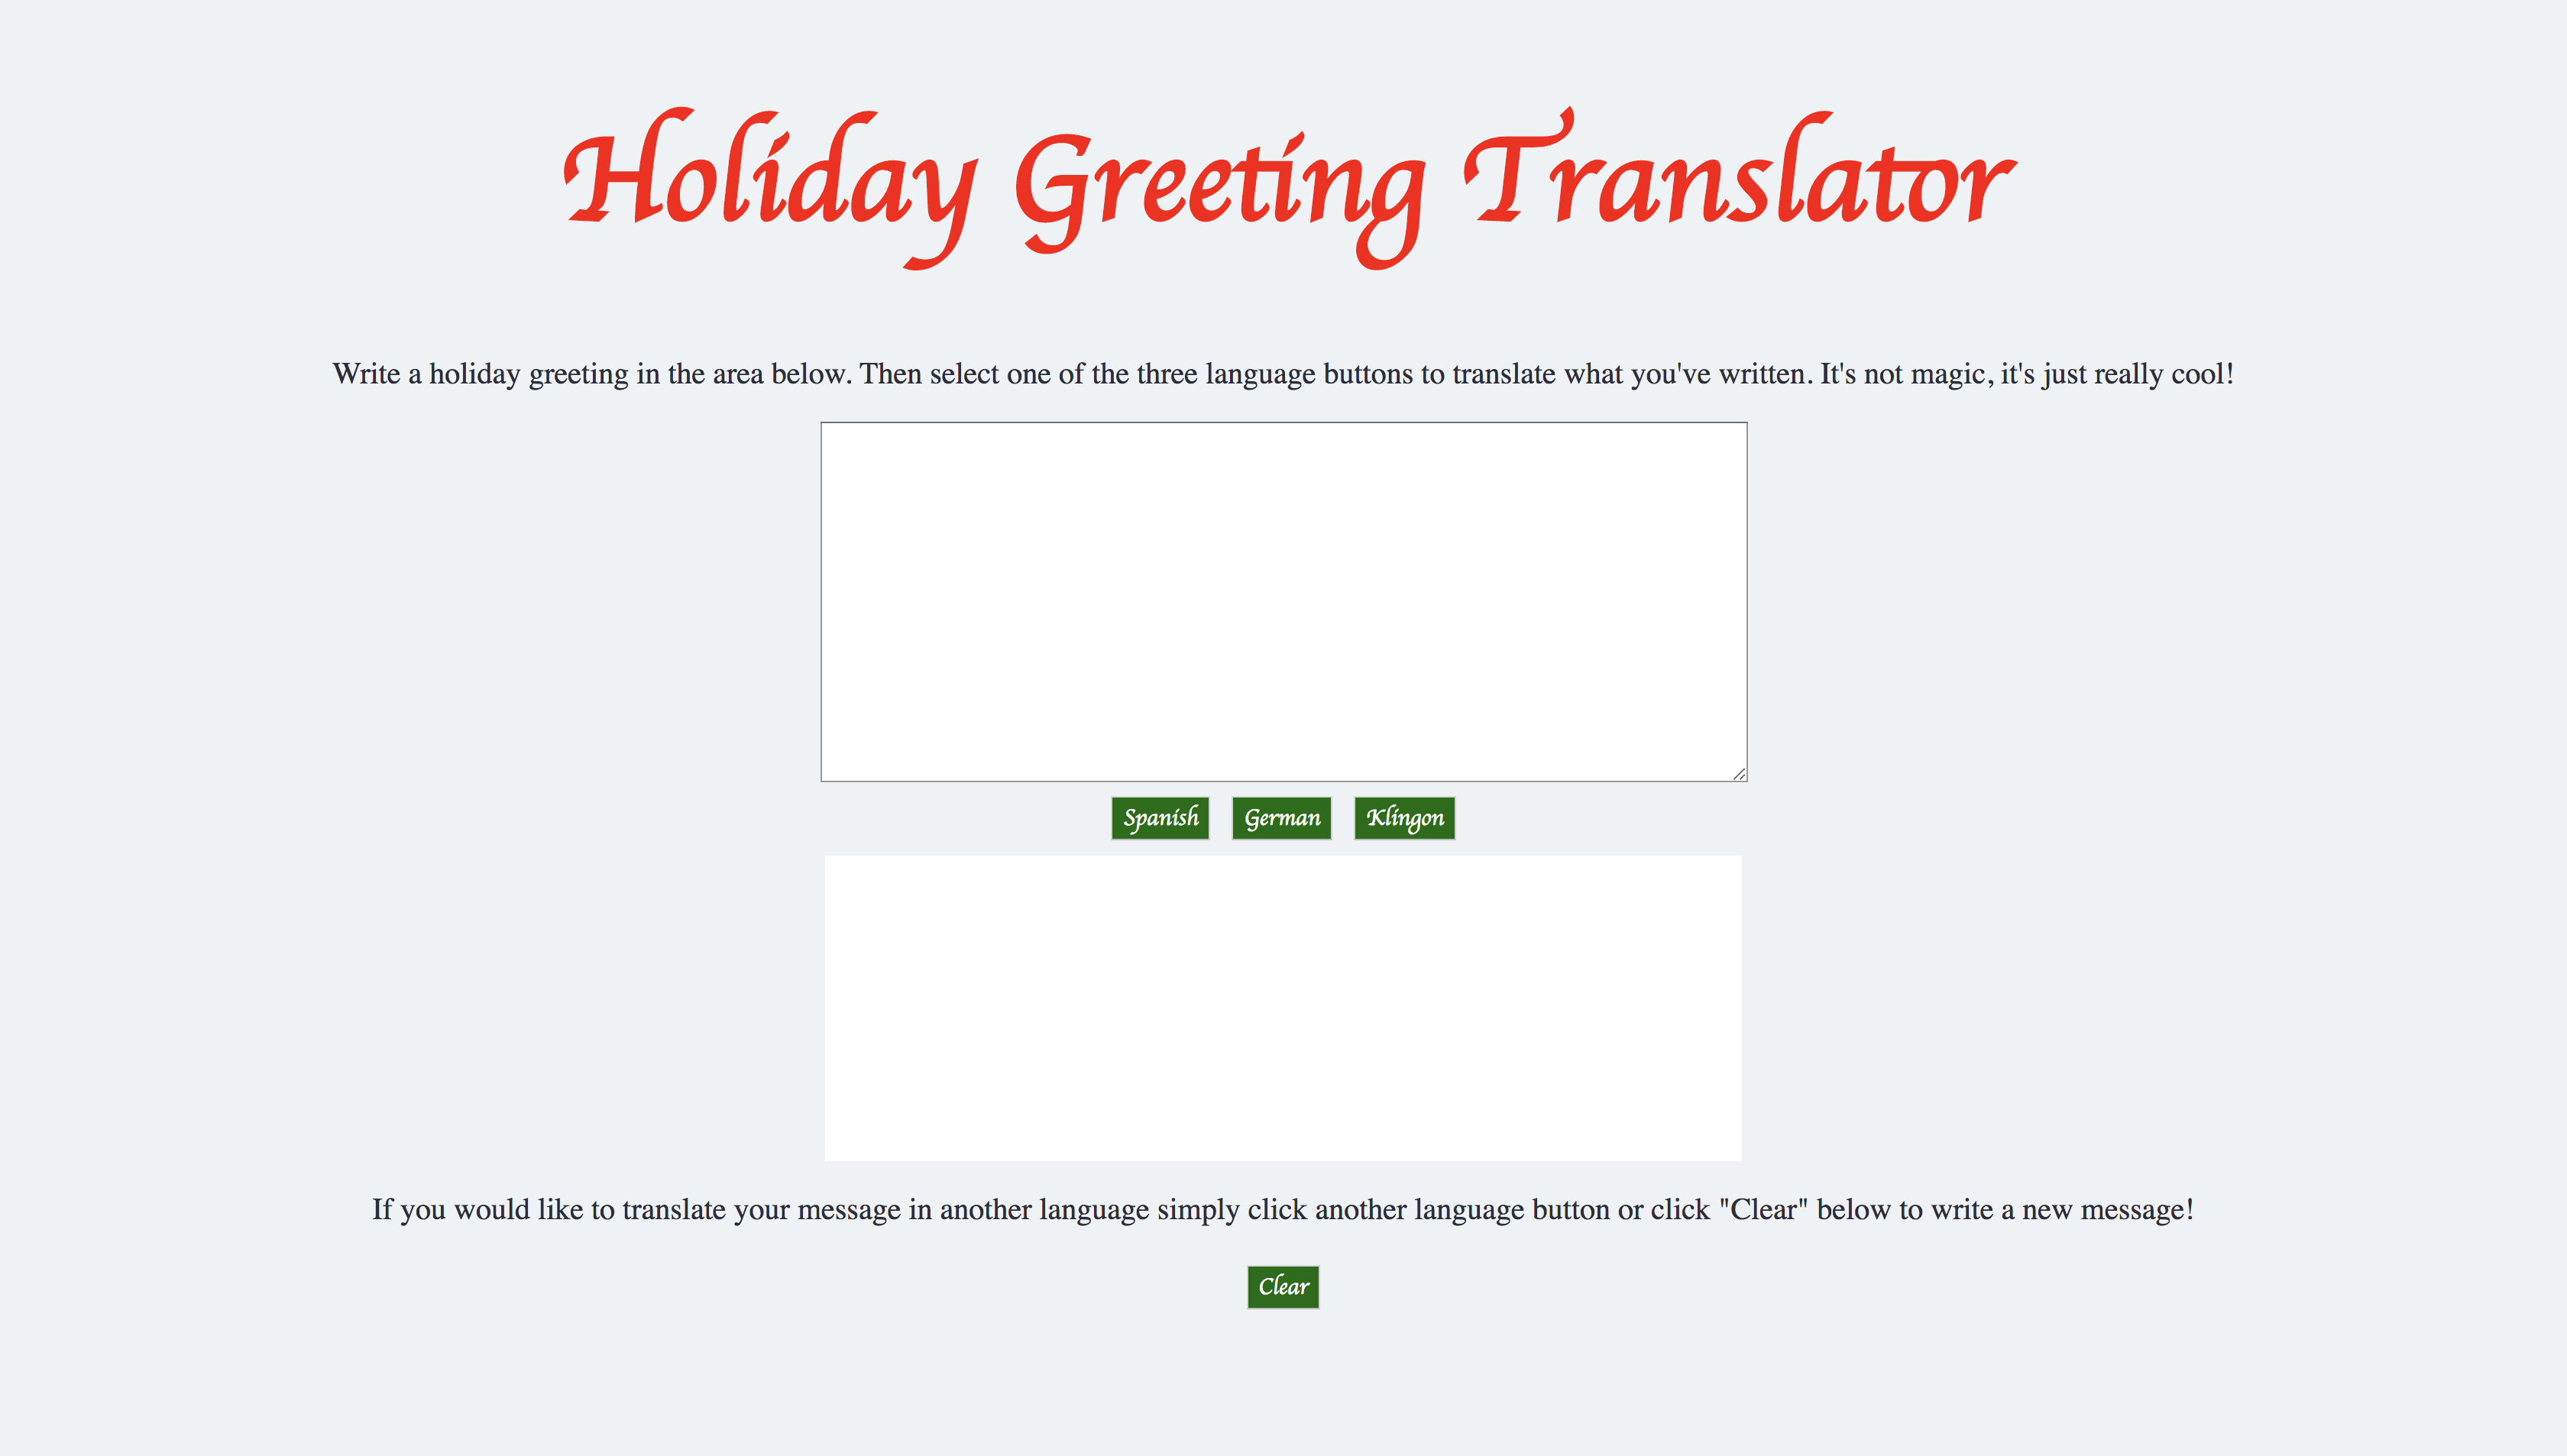 Holiday Greeting Translator
Write a holiday greeting in the area below. Then select one of the three language buttons to translate what you've written. It's not magic, it's just really cool!
Spanish German Klingon
If you would like to translate your message in another language simply click another language button or click "Clear" below to write a new message!
Clear